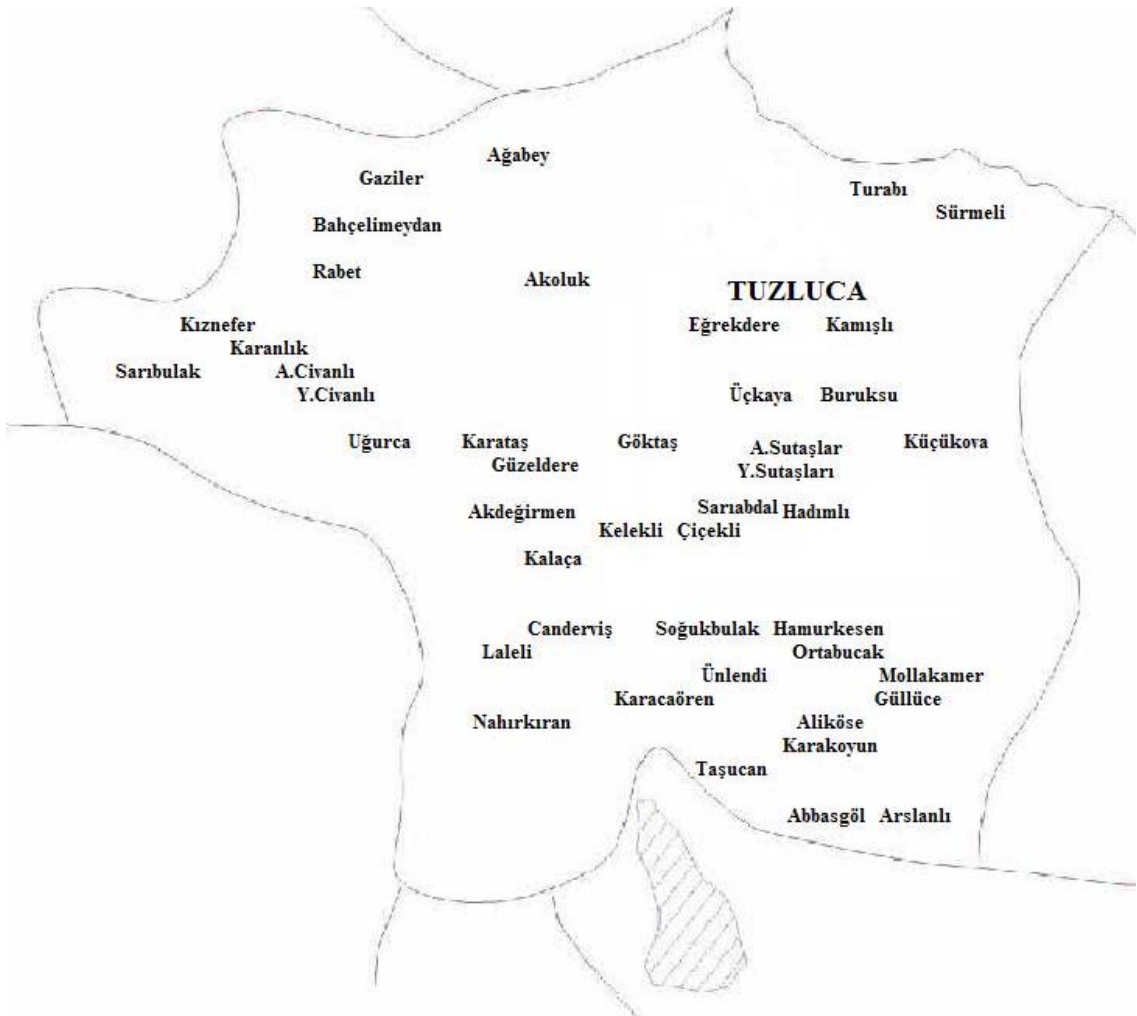 Ağabey
Gaziler
Turabı
Sürmeli
Bahçelimeydan
Rabet
Akoluk
TUZLUCA
Kıznefer
Eğrekdere
Kamışlı
Karanlık
Sarıbulak
A.Civanlı
Y.Civanlı
Üçkaya
Buruksu
Uğurca
Karataş
Göktaş
A.Sutaşlar
Küçükova
Güzeldere
Y.Sutaşları
Akdeğirmen
Sarıabdal
Hadımlı
Kelekli
Çiçekli
Kalaça
Canderviş
Soğukbulak
Hamurkesen
Laleli
Ortabucak
Ünlendi
Mollakamer
Karacaören
Güllüce
Nahırkıran
Aliköse
Karakoyun
Taşucan
Abbasgöl
Arslanlı